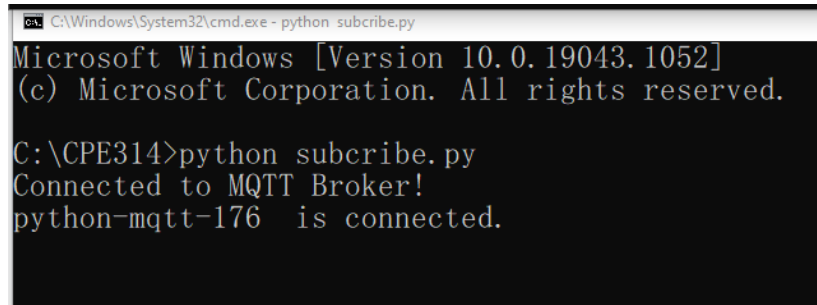 C:\Windows\System32\cmd.exe - python subcribe.py
Microsoft Windows [Version 10.0.19043.1052]
(c) Microsoft Corporation. All rights reserved.
C:\CPE314>python subcribe.py
Connected to MQTT Broker!
python-mqtt-176  is connected.